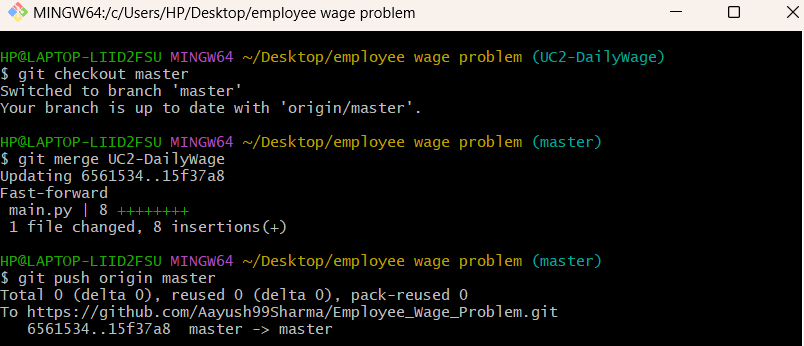 MINGW64:/c/Users/HP/Desktop/employee wage problem
HP@LAPTOP-LIID2FSU MINGW64 ~/Desktop/employee wage problem (UC2-DailyWage)
$ git checkout master
Switched to branch 'master'
Your branch is up to date with 'origin/master'.
HP@LAPTOP-LIID2FSU MINGW64 ~/Desktop/employee wage problem (master)
$ git merge UC2-DailyWage
Updating 6561534..15f37a8
Fast-forward
 main.py | 8 ++++++++
 1 file changed, 8 insertions(+)
HP@LAPTOP-LIID2FSU MINGW64 ~/Desktop/employee wage problem (master)
$ git push origin master
Total 0 (delta 0), reused 0 (delta 0), pack-reused 0
To https://github.com/Aayush99Sharma/Employee_Wage_Problem.git
   6561534..15f37a8  master -> master